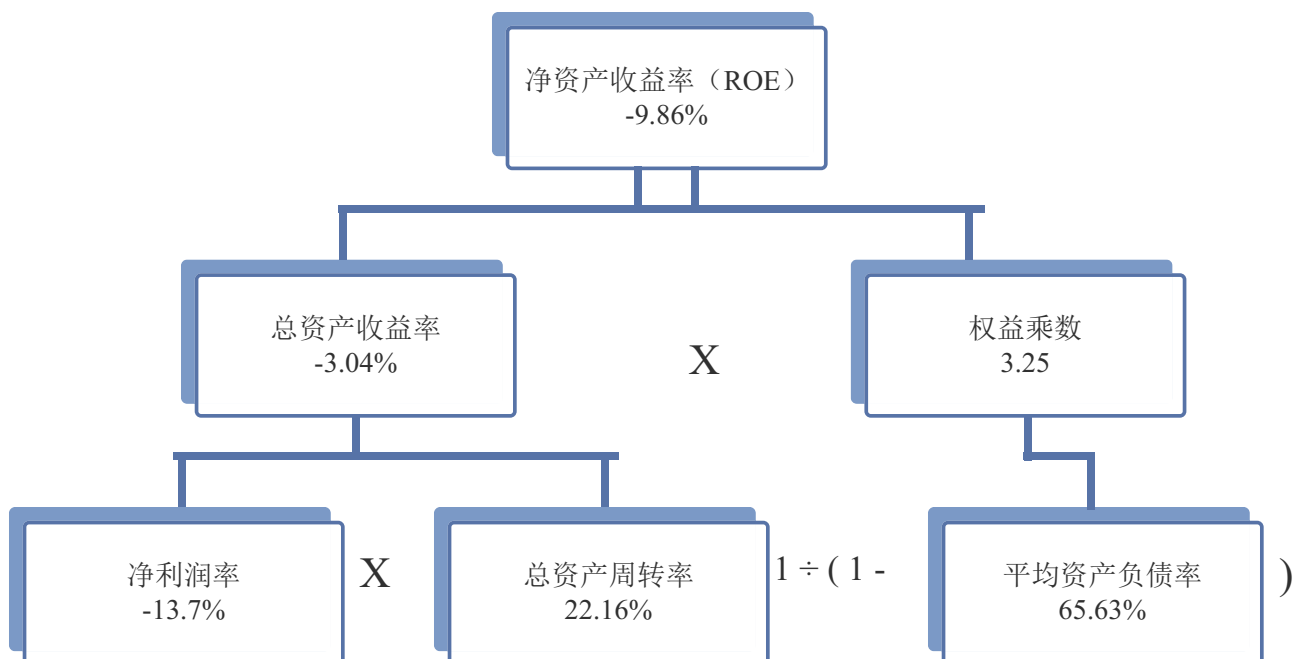 净资产收益率（ROE）
-9.86%
总资产收益率
-3.04%
X
权益乘数
3.25
净利润率
-13.7%
X
总资产周转率
22.16%
1 ÷ ( 1 -
平均资产负债率
65.63%
)